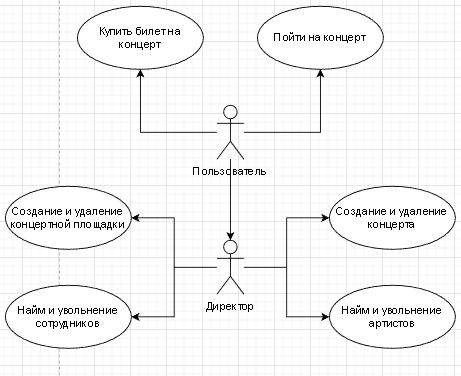 Купить билет на
концерт
Пойти на концерт
Пользователь
Создание и удаление
концертной площадки
Создание и удаление
концерта
Директор
Найм и увольнение
сотрудников
Найм и увольнение
артистов